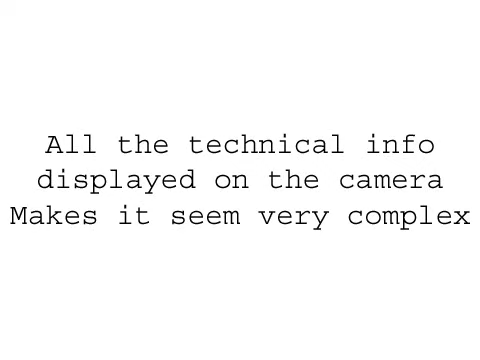 All the technical info
displayed on the camera
Makes it seem very complex